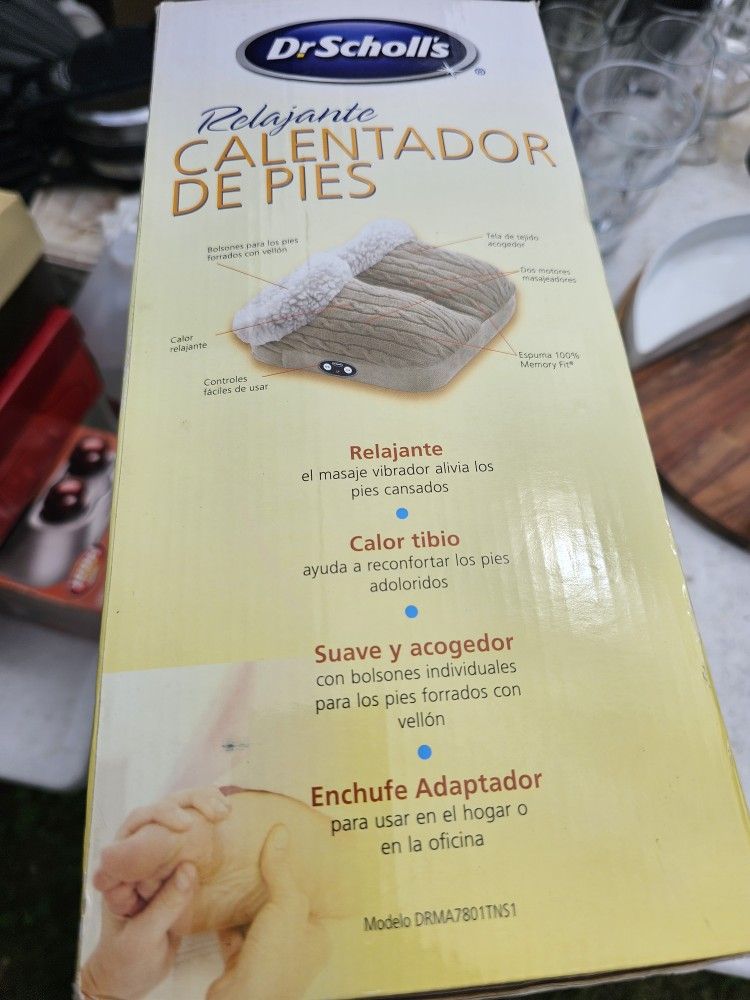 Dr. Scholl's®
Relajante
CALENTADOR
DE PIES
Bolsones para los pies
forrados con vellón
Tela de tejido
acogedor
Dos motores
masajeadores
Calor
relajante
Espuma 100%
Memory Fit®
Controles
fáciles de usar
Relajante
el masaje vibrador alivia los
pies cansados
Calor tibio
ayuda a reconfortar los pies
adoloridos
Suave y acogedor
con bolsones individuales
para los pies forrados con
vellón
Enchufe Adaptador
para usar en el hogar o
en la oficina
Modelo DRMA7801TNS1